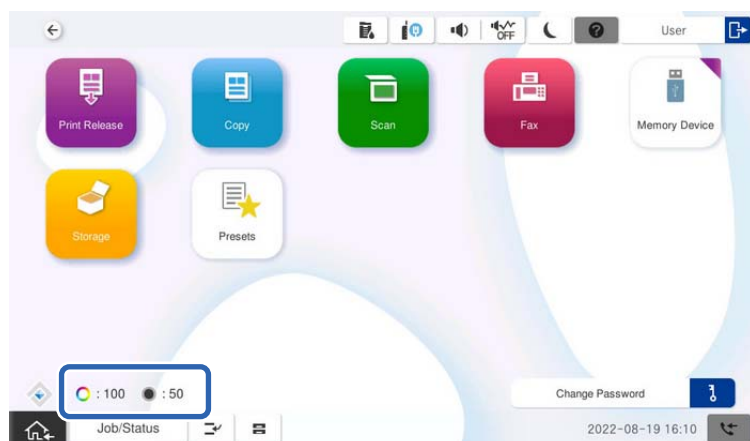 OFF
User
Print Release
Copy
Scan
Fax
Memory Device
Storage
Presets
: 100
: 50
Change Password
Job/Status
2022-08-19 16:10